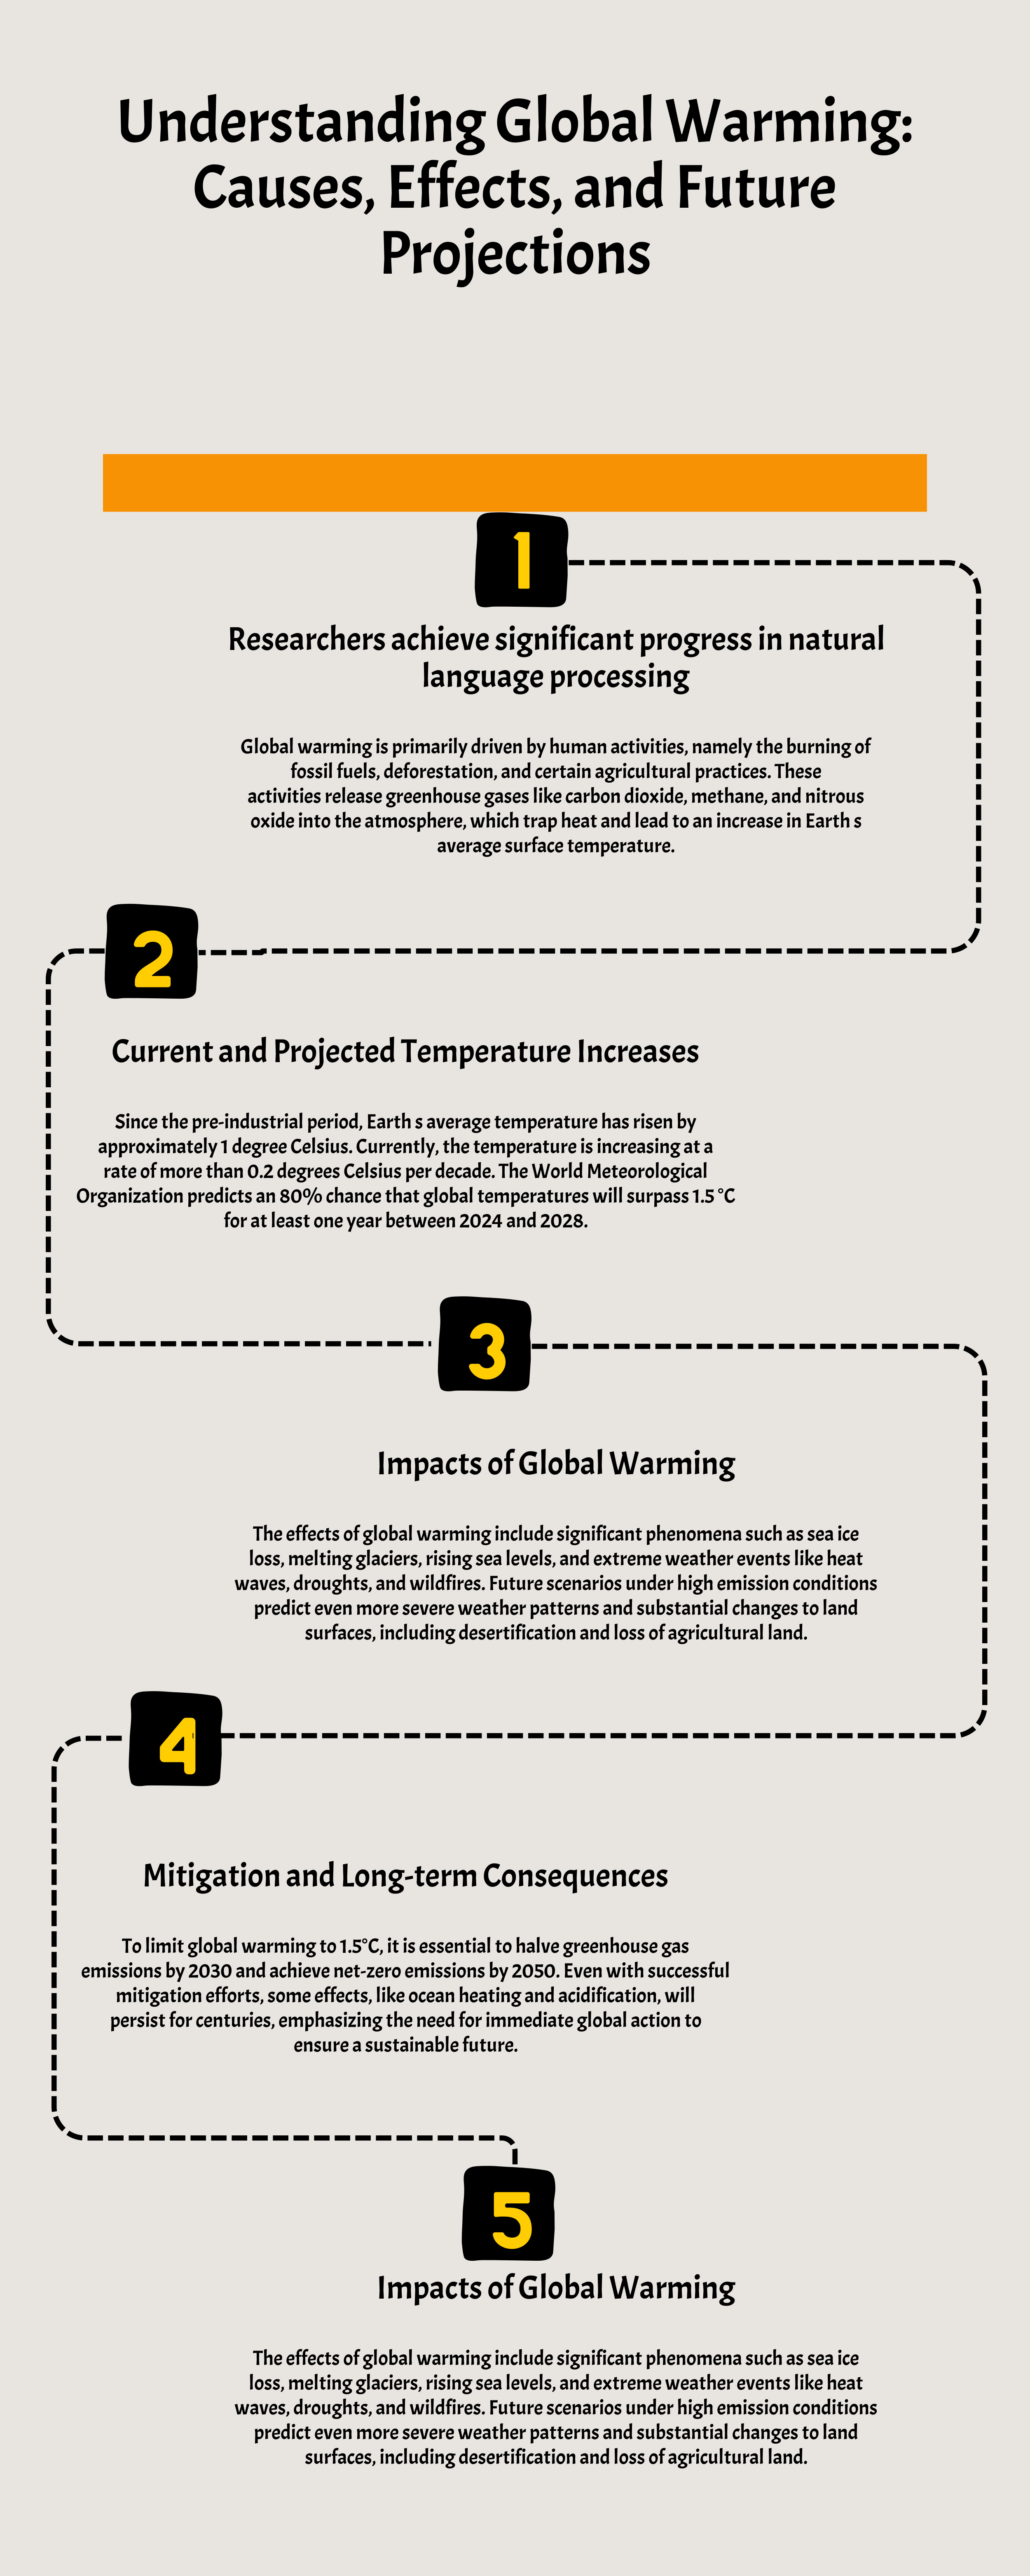 Understanding Global Warming:
Causes, Effects, and Future
Projections
1
Researchers achieve significant progress in natural
language processing
Global warming is primarily driven by human activities, namely the burning of
fossil fuels, deforestation, and certain agricultural practices. These
activities release greenhouse gases like carbon dioxide, methane, and nitrous
oxide into the atmosphere, which trap heat and lead to an increase in Earth s
average surface temperature.
2
Current and Projected Temperature Increases
Since the pre-industrial period, Earth s average temperature has risen by
approximately 1 degree Celsius. Currently, the temperature is increasing at a
rate of more than 0.2 degrees Celsius per decade. The World Meteorological
Organization predicts an 80% chance that global temperatures will surpass 1.5 °C
for at least one year between 2024 and 2028.
3
Impacts of Global Warming
The effects of global warming include significant phenomena such as sea ice
loss, melting glaciers, rising sea levels, and extreme weather events like heat
waves, droughts, and wildfires. Future scenarios under high emission conditions
predict even more severe weather patterns and substantial changes to land
surfaces, including desertification and loss of agricultural land.
4
Mitigation and Long-term Consequences
To limit global warming to 1.5°C, it is essential to halve greenhouse gas
emissions by 2030 and achieve net-zero emissions by 2050. Even with successful
mitigation efforts, some effects, like ocean heating and acidification, will
persist for centuries, emphasizing the need for immediate global action to
ensure a sustainable future.
5
Impacts of Global Warming
The effects of global warming include significant phenomena such as sea ice
loss, melting glaciers, rising sea levels, and extreme weather events like heat
waves, droughts, and wildfires. Future scenarios under high emission conditions
predict even more severe weather patterns and substantial changes to land
surfaces, including desertification and loss of agricultural land.